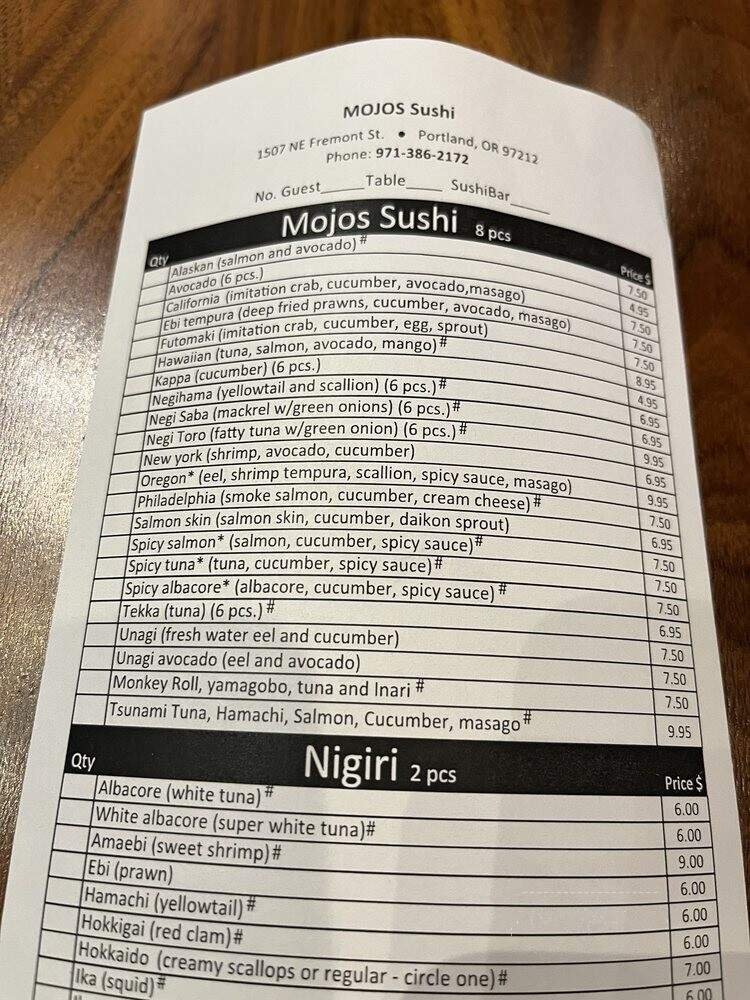 MOJOS Sushi
1507 NE Fremont St. • Portland, OR 97212
Phone: 971-386-2172
No. Guest_____Table____ SushiBar____
Qty Mojos Sushi 8 pcs Price $
Alaskan (salmon and avocado)# 7.50
Avocado (6 pcs.) 4.95
California (imitation crab, cucumber, avocado,masago) 7.50
Ebi tempura (deep fried prawns, cucumber, avocado, masago) 7.50
Futomaki (imitation crab, cucumber, egg, sprout) 7.50
Hawaiian (tuna, salmon, avocado, mango)# 8.95
Kappa (cucumber) (6 pcs.) 4.95
Negihama (yellowtail and scallion) (6 pcs.)# 6.95
Negi Saba (mackrel w/green onions) (6 pcs.)# 6.95
Negi Toro (fatty tuna w/green onion) (6 pcs.)# 9.95
New york (shrimp, avocado, cucumber) 6.95
Oregon* (eel, shrimp tempura, scallion, spicy sauce, masago) 9.95
Philadelphia (smoke salmon, cucumber, cream cheese)# 7.50
Salmon skin (salmon skin, cucumber, daikon sprout) 6.95
Spicy salmon* (salmon, cucumber, spicy sauce)# 7.50
Spicy tuna* (tuna, cucumber, spicy sauce)# 7.50
Spicy albacore* (albacore, cucumber, spicy sauce)# 7.50
Tekka (tuna) (6 pcs.)# 6.95
Unagi (fresh water eel and cucumber) 7.50
Unagi avocado (eel and avocado) 7.50
Monkey Roll, yamagobo, tuna and Inari # 7.50
Tsunami Tuna, Hamachi, Salmon, Cucumber, masago# 9.95
Qty Nigiri 2 pcs Price $
Albacore (white tuna)# 6.00
White albacore (super white tuna)# 6.00
Amaebi (sweet shrimp)# 9.00
Ebi (prawn) 6.00
Hamachi (yellowtail)# 6.00
Hokkigai (red clam)# 6.00
Hokkaido (creamy scallops or regular - circle one)# 7.00
Ika (squid)# 6.00